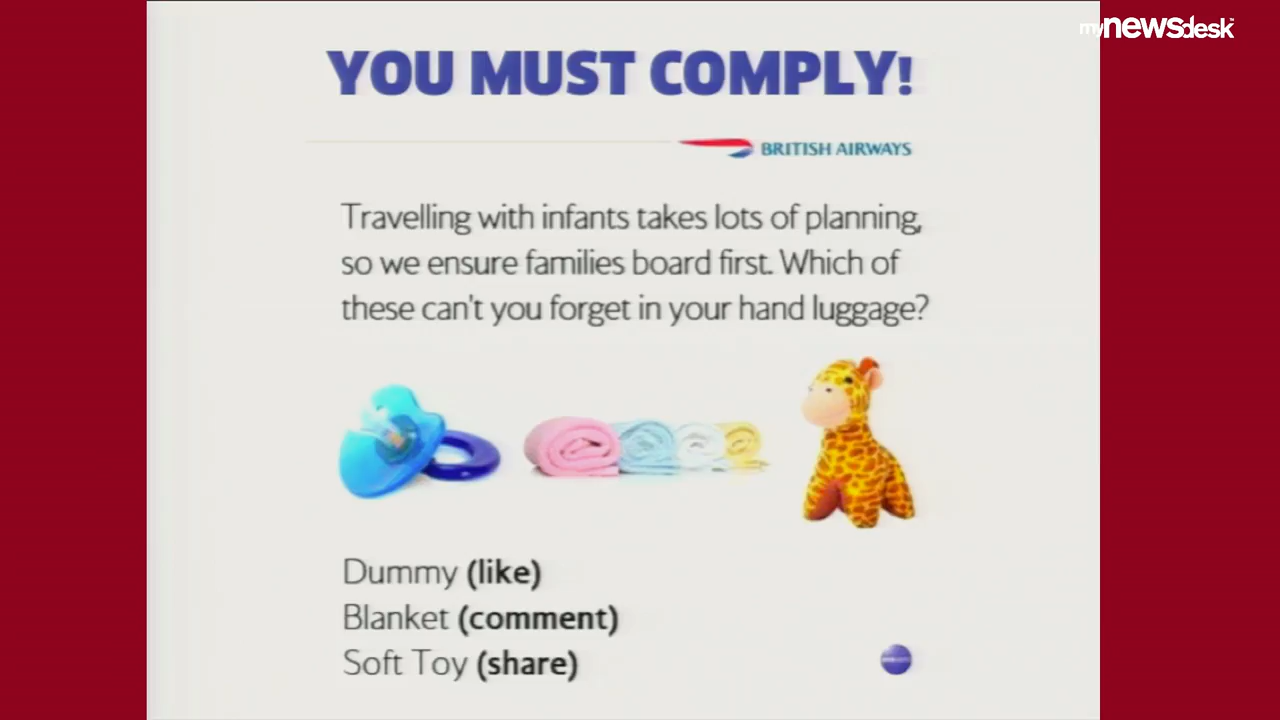 mynewsdesk
YOU MUST COMPLY!
BRITISH AIRWAYS
Travelling with infants takes lots of planning,
so we ensure families board first. Which of
these can't you forget in your hand luggage?
Dummy (like)
Blanket (comment)
Soft Toy (share)